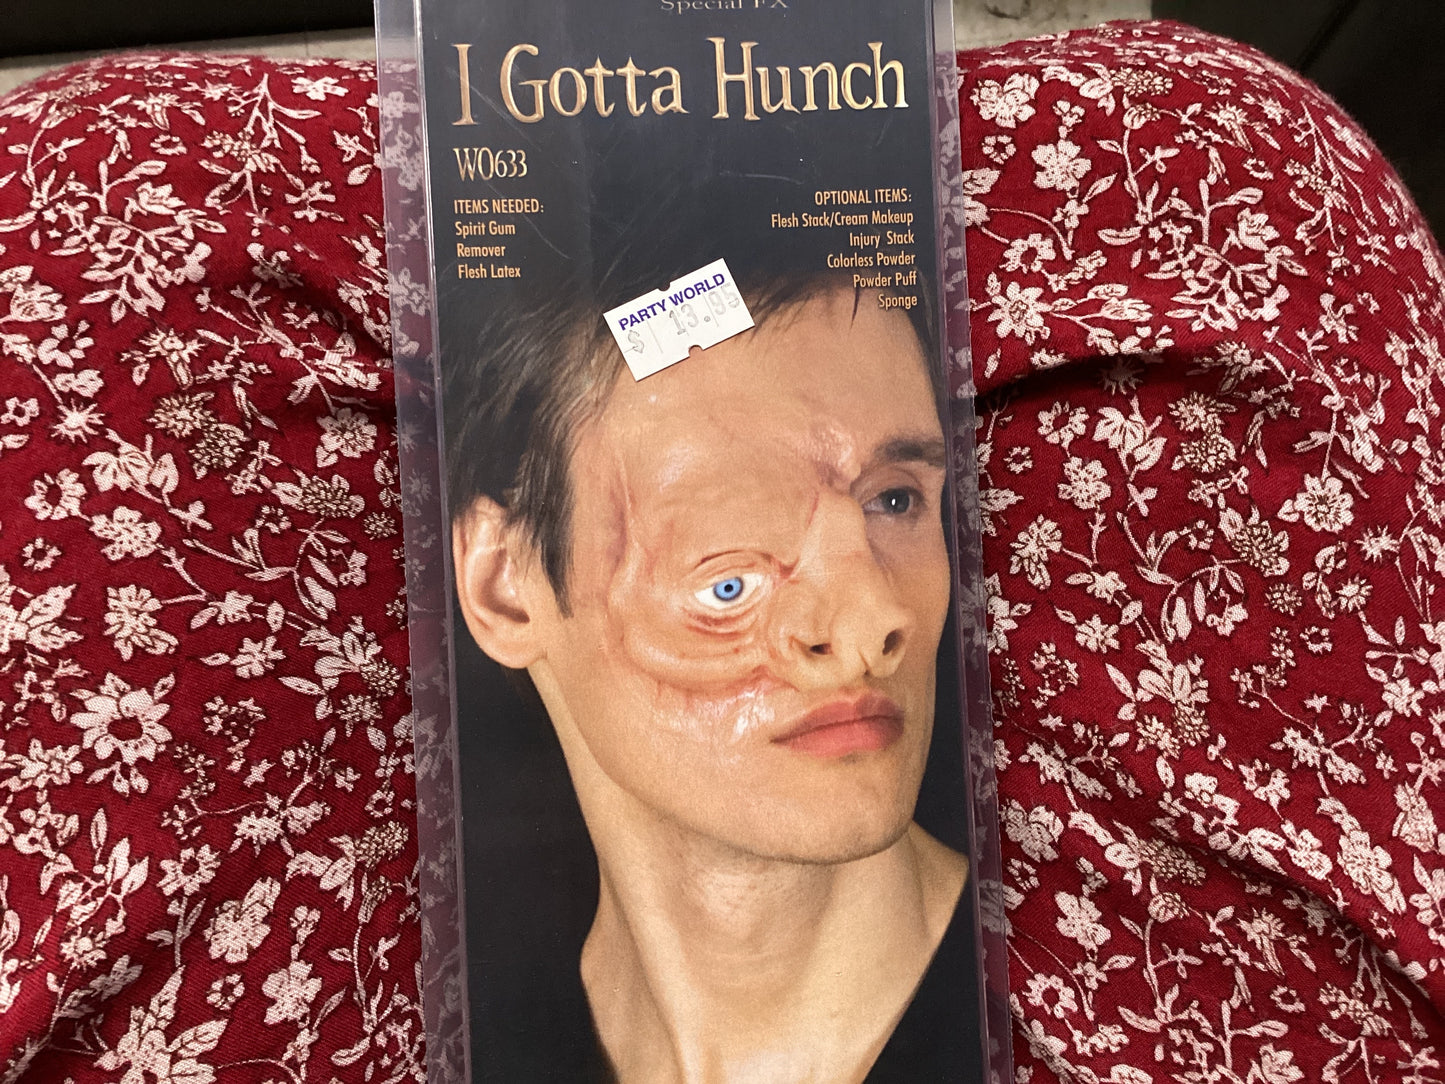 Special FX
I Gotta Hunch
WO633
ITEMS NEEDED:
Spirit Gum
Remover
Flesh Latex
OPTIONAL ITEMS:
Flesh Stack/Cream Makeup
Injury Stack
Colorless Powder
Powder Puff
Sponge
PARTY WORLD
$ 13.95